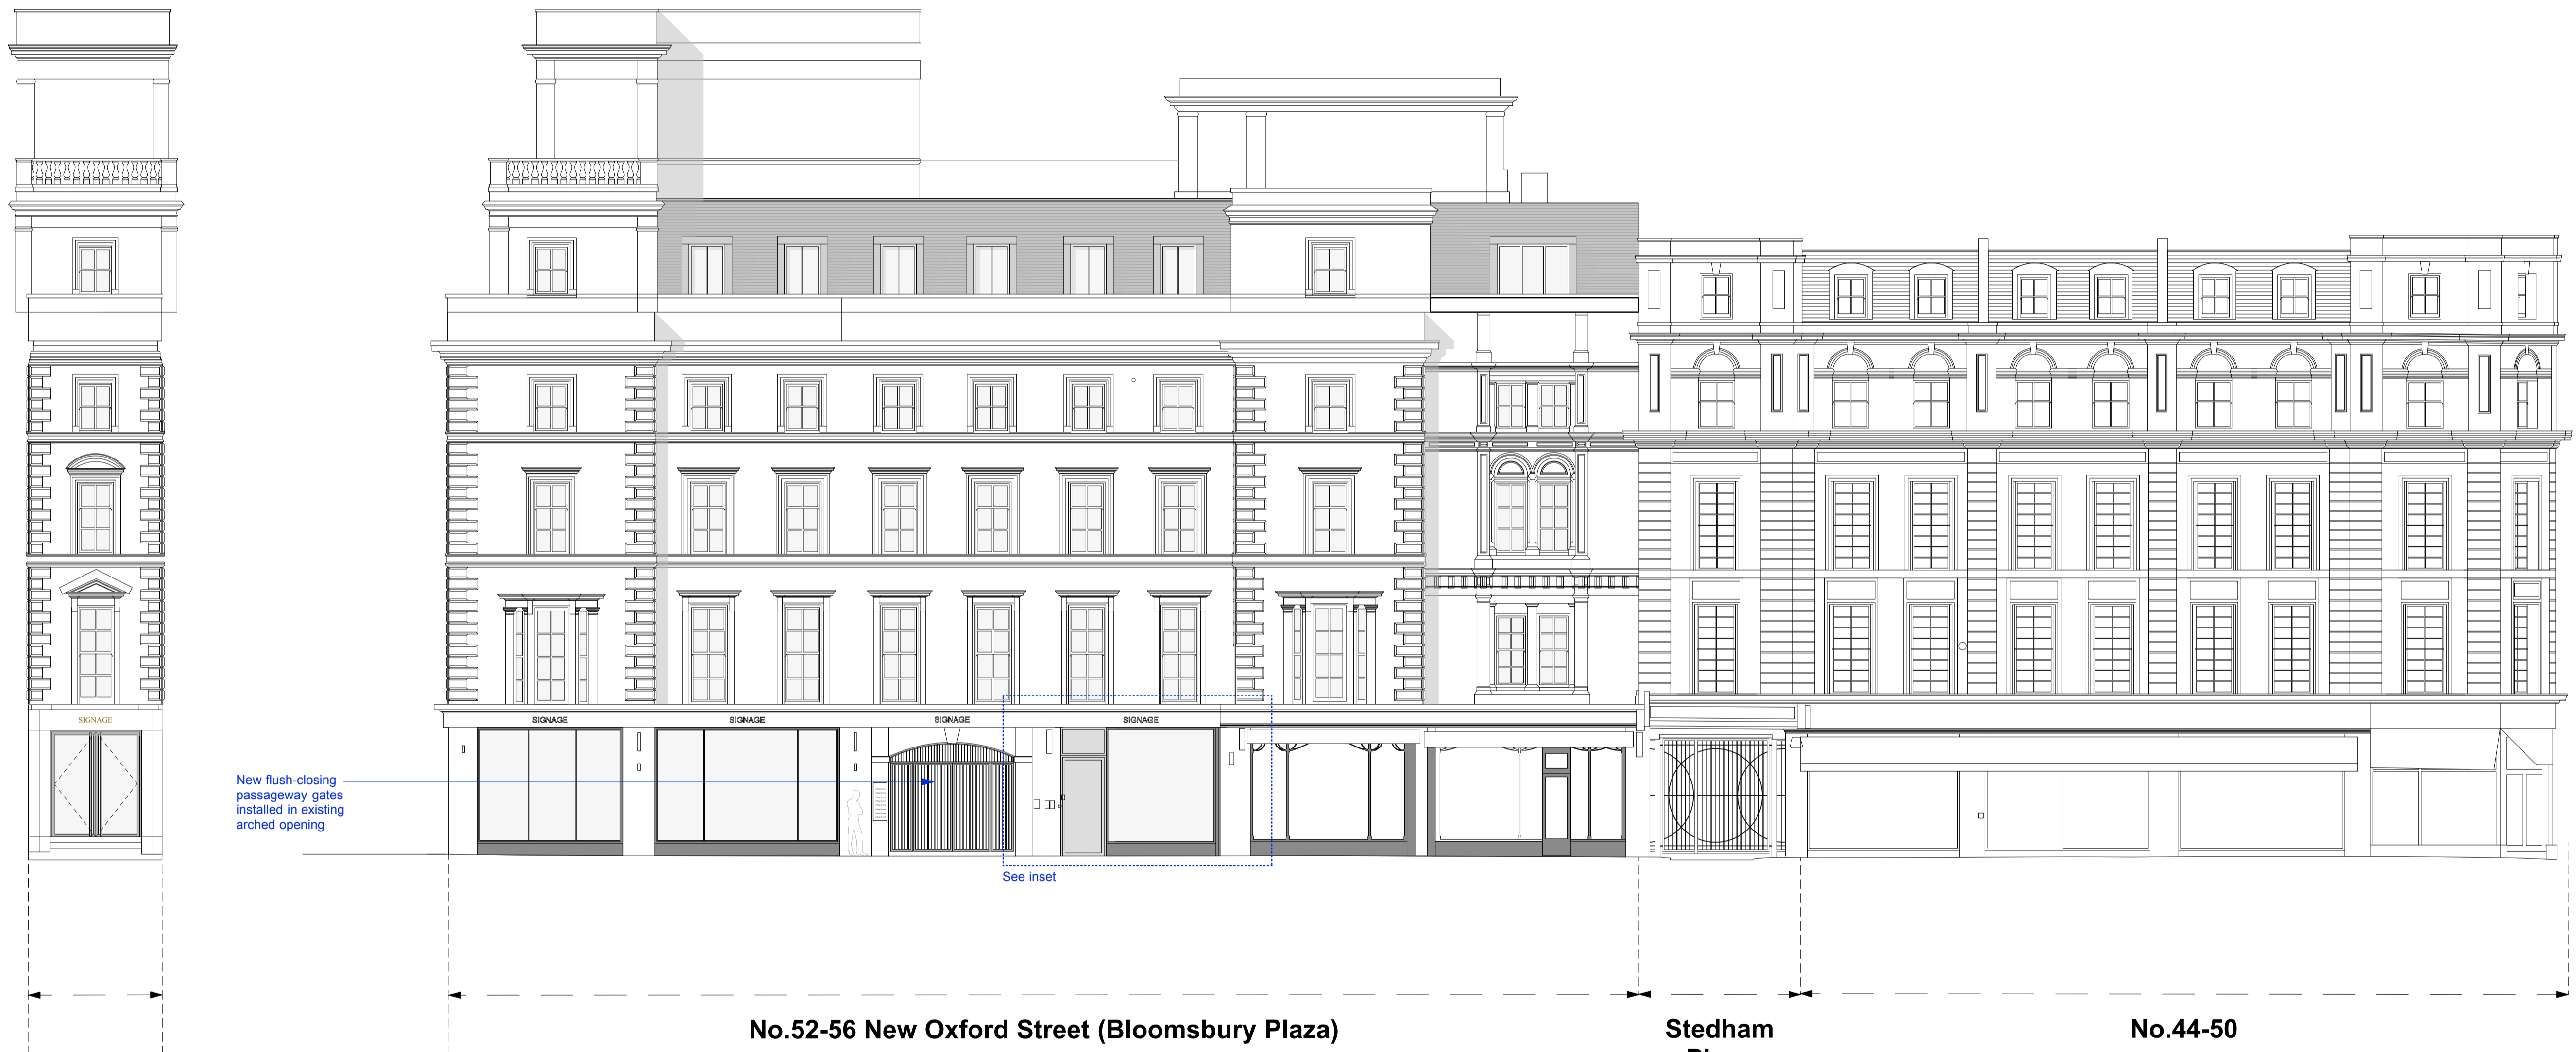 SIGNAGE
SIGNAGE
SIGNAGE
SIGNAGE
SIGNAGE
New flush-closing
passageway gates
installed in existing
arched opening
See inset
No.52-56 New Oxford Street (Bloomsbury Plaza)
Stedham
No.44-50